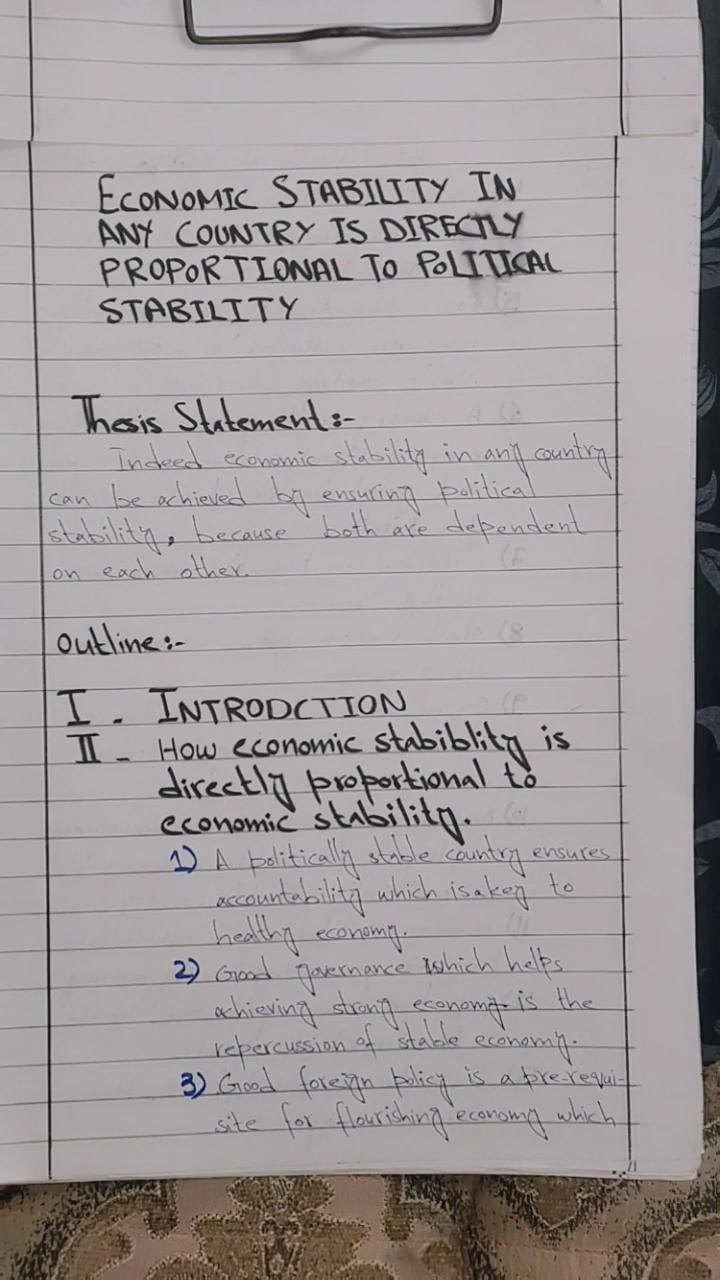 ECONOMIC STABILITY IN
ANY COUNTRY IS DIRECTLY
PROPORTIONAL TO POLITICAL
STABILITY
Thesis Statement:-
Indeed economic stability in any country
can be achieved by ensuring political
stability, because both are dependent
on each other.
Outline:-
I. INTRODCTION
II- How economic stabiblity is
directly proportional to
economic stability.
1) A politically stable country ensures
accountability which is a key to
healthy economy.
2) Good governance which helps
achieving strong economy is the
repercussion of stable economy.
3) Good foreign policy is a pre-requi-
site for flourishing economy which